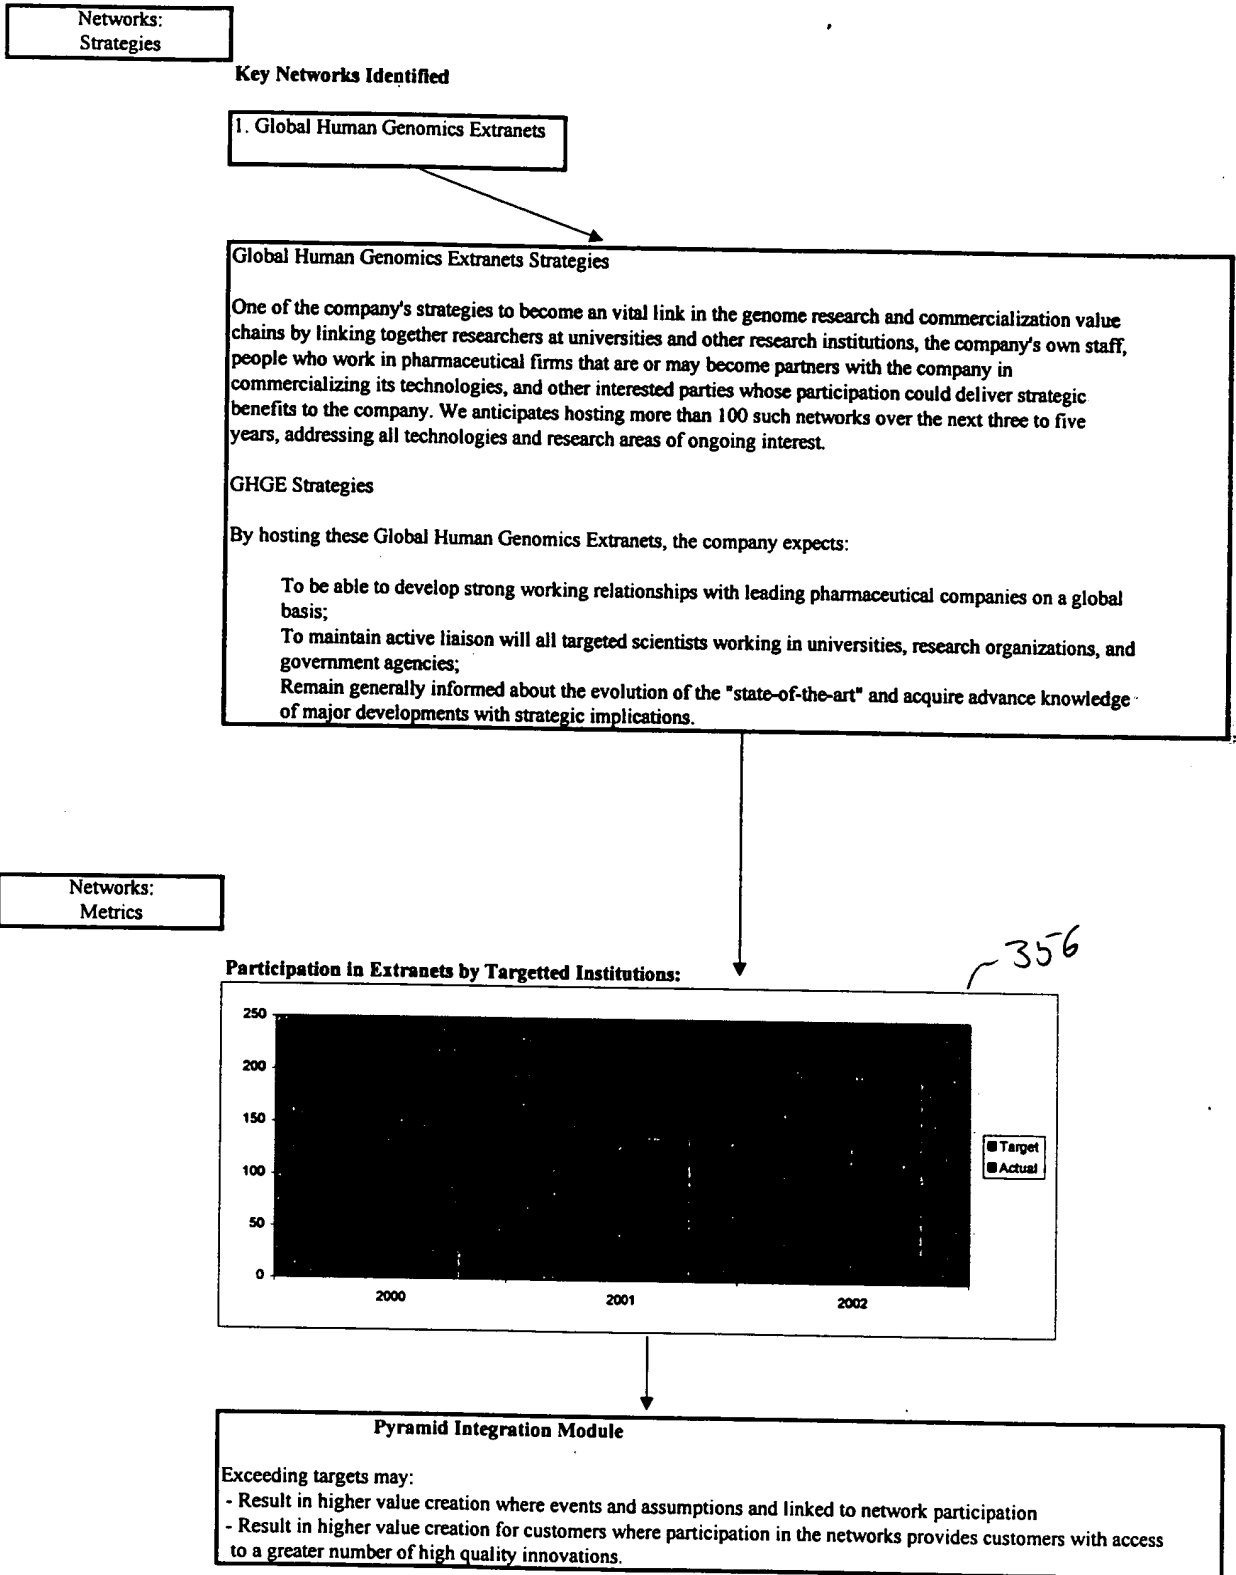 Networks:
Strategies
Key Networks Identified
1. Global Human Genomics Extranets
Global Human Genomics Extranets Strategies
One of the company's strategies to become an vital link in the genome research and commercialization value
chains by linking together researchers at universities and other research institutions, the company's own staff,
people who work in pharmaceutical firms that are or may become partners with the company in
commercializing its technologies, and other interested parties whose participation could deliver strategic
benefits to the company. We anticipates hosting more than 100 such networks over the next three to five
years, addressing all technologies and research areas of ongoing interest.
GHGE Strategies
By hosting these Global Human Genomics Extranets, the company expects:
To be able to develop strong working relationships with leading pharmaceutical companies on a global
basis;
To maintain active liaison will all targeted scientists working in universities, research organizations, and
government agencies;
Remain generally informed about the evolution of the "state-of-the-art" and acquire advance knowledge
of major developments with strategic implications.
Networks:
Metrics
356
Participation in Extranets by Targetted Institutions:
250
200
150
100
50
0
2000
2001
2002
Target
Actual
Pyramid Integration Module
Exceeding targets may:
- Result in higher value creation where events and assumptions and linked to network participation
- Result in higher value creation for customers where participation in the networks provides customers with access
to a greater number of high quality innovations.